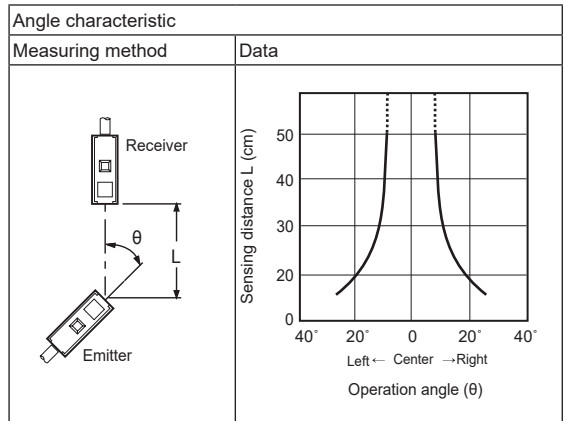 Angle characteristic
Measuring method
Data
Receiver
θ
L
Emitter
Sensing distance L (cm)
50
40
30
20
0
40˚ 20˚ 0 20˚ 40˚
Left← Center →Right
Operation angle (θ)